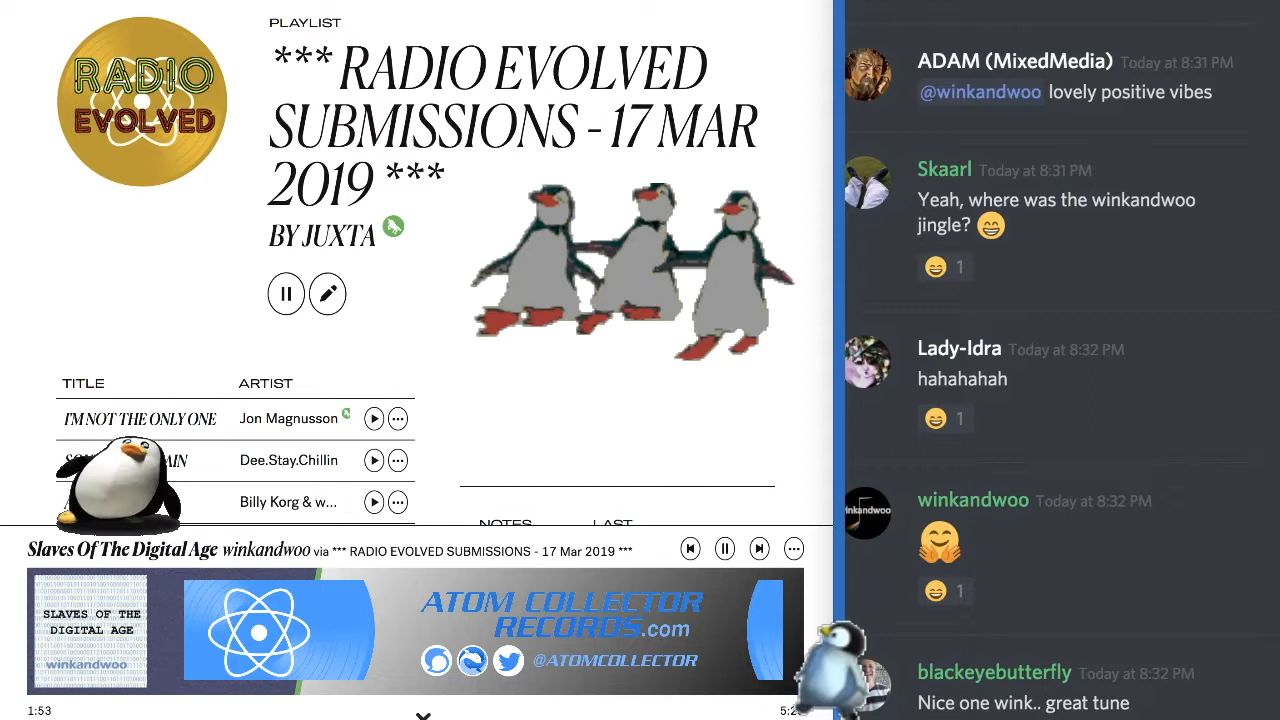 RADIO
EVOLVED
PLAYLIST
*** RADIO EVOLVED
SUBMISSIONS - 17 MAR
2019 ***
BY JUXTA
TITLE ARTIST
I'M NOT THE ONLY ONE Jon Magnusson
Dee.Stay.Chillin
Billy Korg & w...
NOTES LAST
Slaves Of The Digital Age winkandwoo via *** RADIO EVOLVED SUBMISSIONS - 17 Mar 2019 ***
SLAVES OF THE
DIGITAL AGE
winkandwoo
ATOM COLLECTOR
RECORDS.com
@ATOMCOLLECTOR
1:53
ADAM (MixedMedia) Today at 8:31 PM
@winkandwoo lovely positive vibes
Skaarl Today at 8:31 PM
Yeah, where was the winkandwoo
jingle? 😄
😄 1
Lady-Idra Today at 8:32 PM
hahahahah
😄 1
winkandwoo Today at 8:32 PM
🤗
😄 1
blackeyebutterfly Today at 8:32 PM
Nice one wink.. great tune